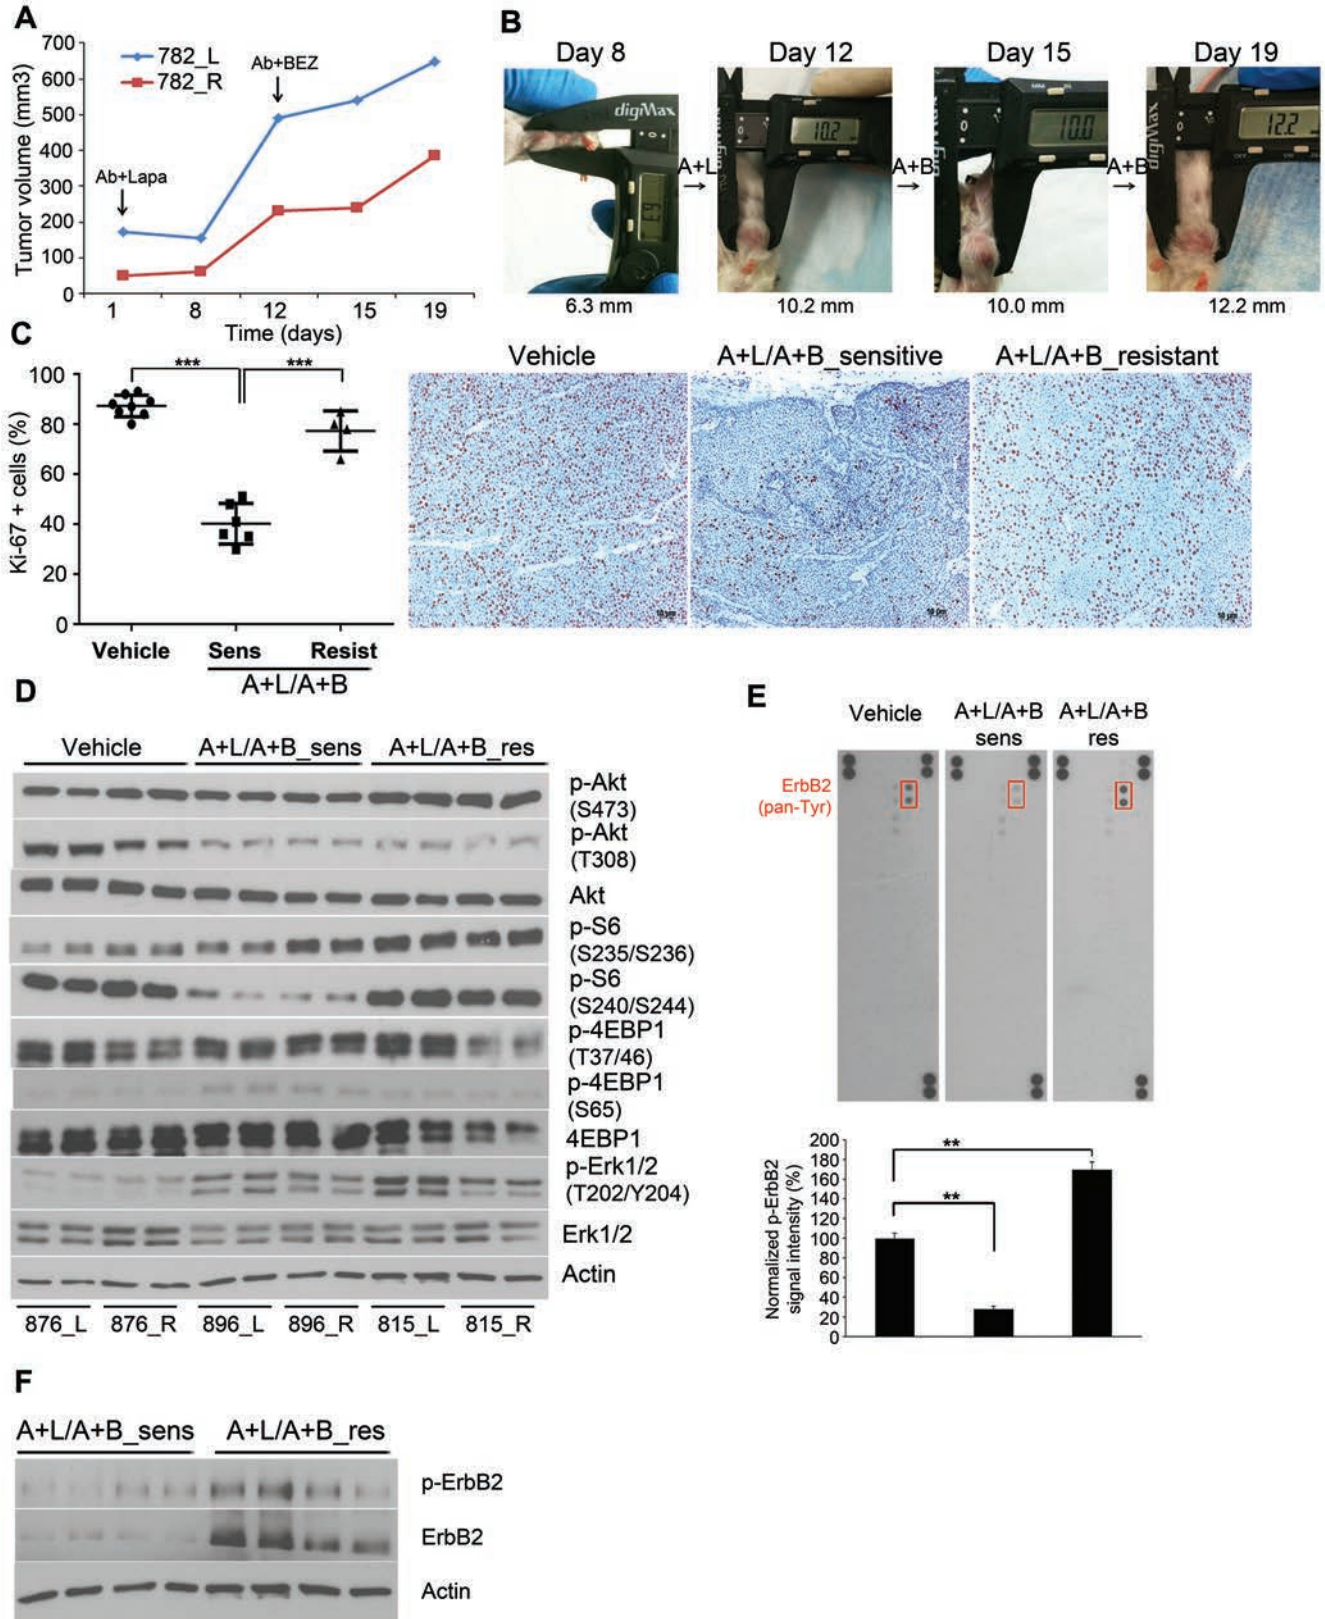 A
700
600
500
400
300
200
100
0
Tumor volume (mm3)
782_L
782_R
Ab+Lapa
Ab+BEZ
1 8 12 15 19
Time (days)
B
Day 8 Day 12 Day 15 Day 19
digiMax
A+L
10.2
A+B
10.0
A+B
digiMax
12.2
6.3
6.3 mm 10.2 mm 10.0 mm 12.2 mm
C
100
80
60
40
20
0
Ki-67 + cells (%)
*** ***
Vehicle Sens Resist
A+L/A+B
Vehicle A+L/A+B_sensitive A+L/A+B_resistant
D
Vehicle A+L/A+B_sens A+L/A+B_res
p-Akt
(S473)
p-Akt
(T308)
Akt
p-S6
(S235/S236)
p-S6
(S240/S244)
p-4EBP1
(T37/46)
p-4EBP1
(S65)
4EBP1
p-Erk1/2
(T202/Y204)
Erk1/2
Actin
876_L 876_R 896_L 896_R 815_L 815_R
E
Vehicle A+L/A+B A+L/A+B
sens res
ErbB2
(pan-Tyr)
200
180
160
140
120
100
80
60
40
20
0
Normalized p-ErbB2
signal intensity (%)
**
**
F
A+L/A+B_sens A+L/A+B_res
p-ErbB2
ErbB2
Actin